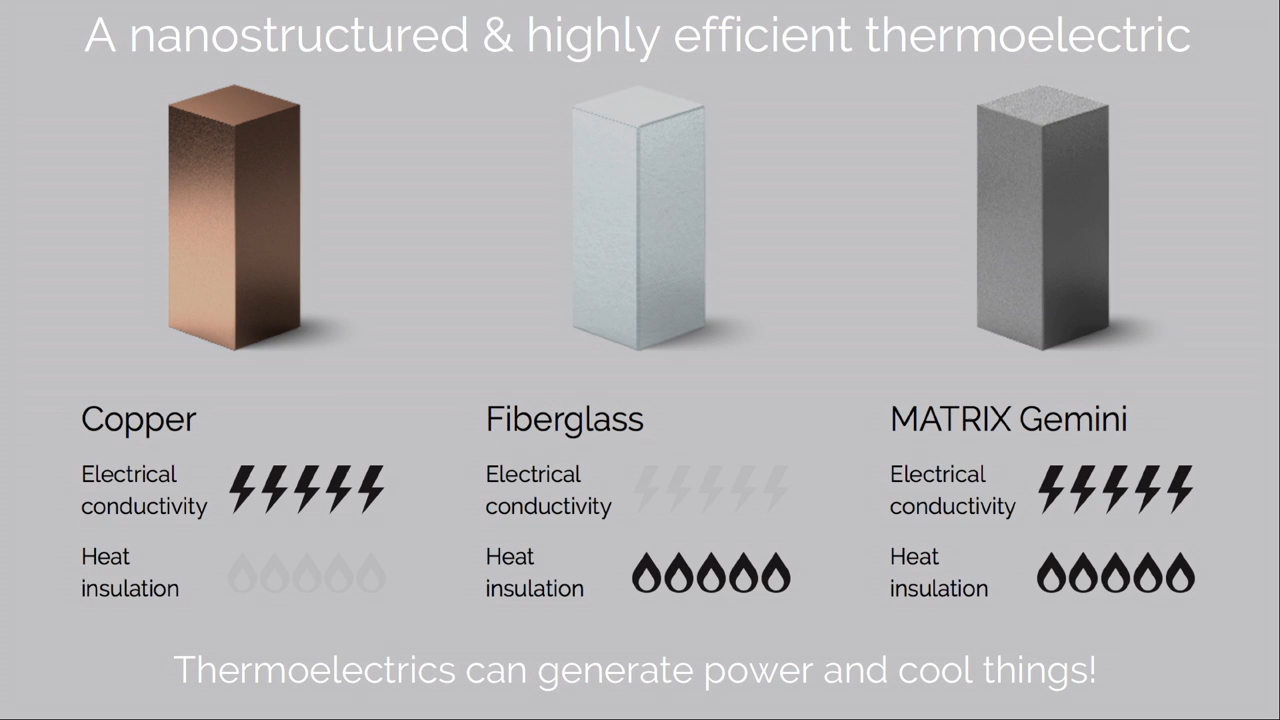 A nanostructured & highly efficient thermoelectric
Copper
Electrical
conductivity
Heat
insulation
Fiberglass
Electrical
conductivity
Heat
insulation
MATRIX Gemini
Electrical
conductivity
Heat
insulation
Thermoelectrics can generate power and cool things!